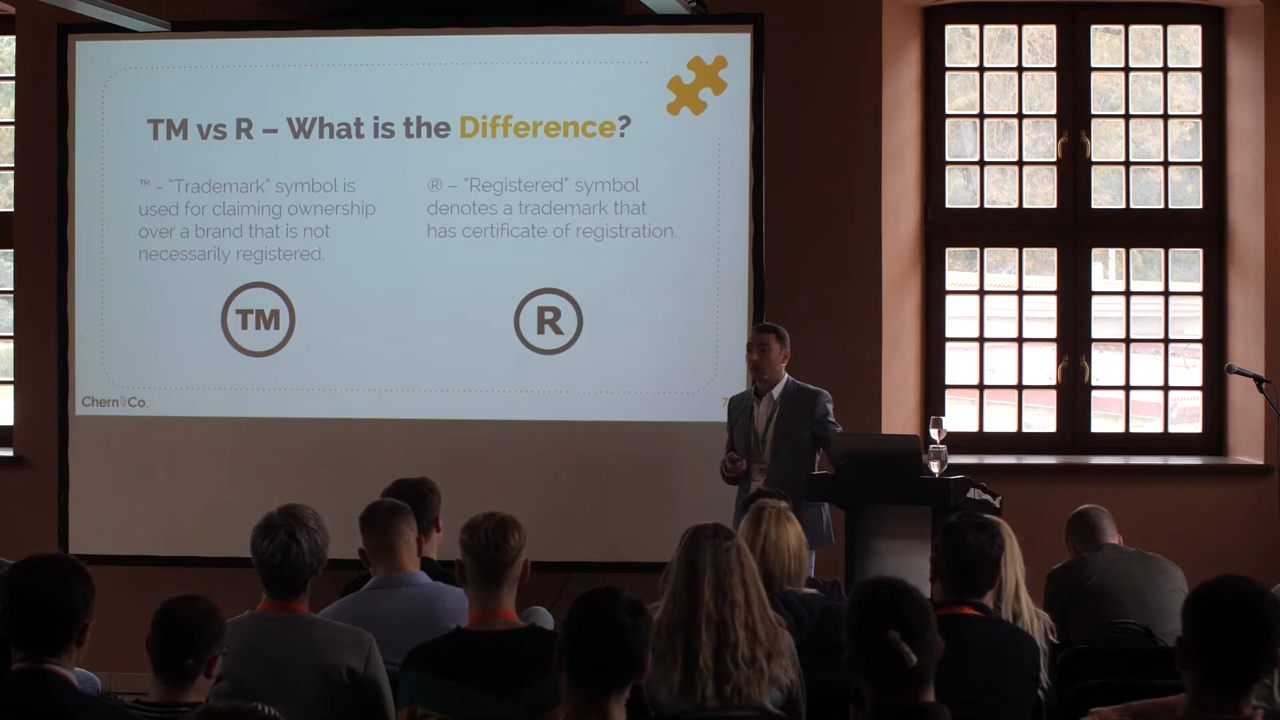 TM vs R – What is the Difference?
™ - "Trademark" symbol is
used for claiming ownership
over a brand that is not
necessarily registered.
® – "Registered" symbol
denotes a trademark that
has certificate of registration.
TM
R
Chern Co.
7